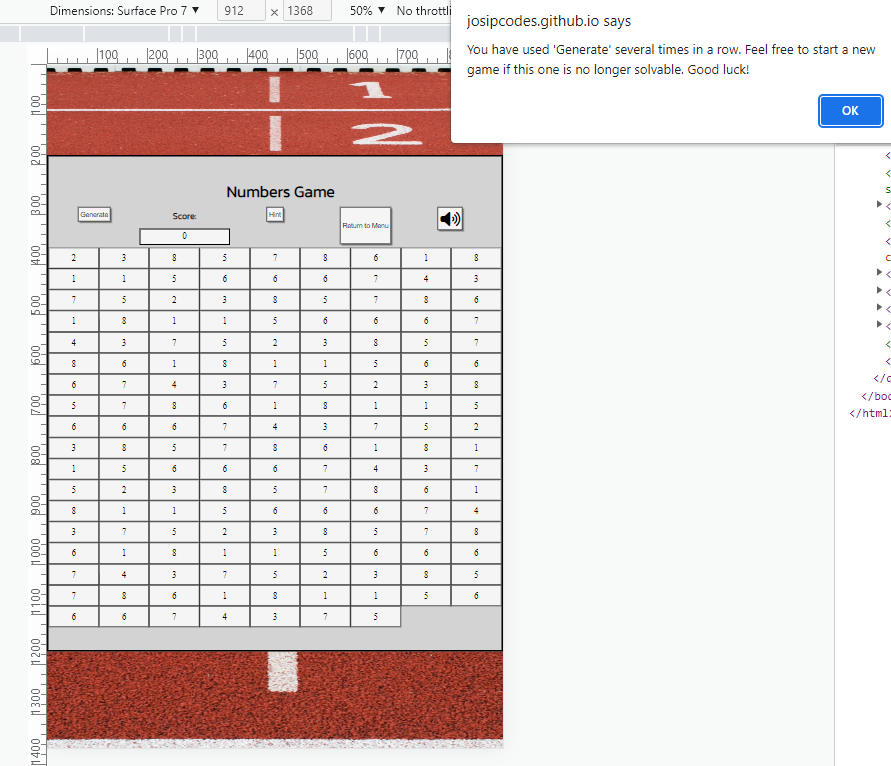 Dimensions: Surface Pro 7 ▼ 912 × 1368 50% ▼ No throttli
josipcodes.github.io says
You have used 'Generate' several times in a row. Feel free to start a new
game if this one is no longer solvable. Good luck!
OK
100 200 300 400 500 600 700 8
100
200
300
400
500
600
700
800
900
1000
1100
1200
1300
1400
1
2
Numbers Game
Generate
Score:
Hint
Return to Menu
0
2 3 8 5 7 8 6 1 8
1 1 5 6 6 6 7 4 3
7 5 2 3 8 5 7 8 6
1 8 1 1 5 6 6 6 7
4 3 7 5 2 3 8 5 7
8 6 1 8 1 1 5 6 6
6 7 4 3 7 5 2 3 8
5 7 8 6 1 8 1 1 5
6 6 6 7 4 3 7 5 2
3 8 5 7 8 6 1 8 1
1 5 6 6 6 7 4 3 7
5 2 3 8 5 7 8 6 1
8 1 1 5 6 6 6 7 4
3 7 5 2 3 8 5 7 8
6 1 8 1 1 5 6 6 6
7 4 3 7 5 2 3 8 5
7 8 6 1 8 1 1 5 6
6 6 7 4 3 7 5
<
<
s
<
<
<
c
<
<
<
<
<
<
</d
</boc
</html>